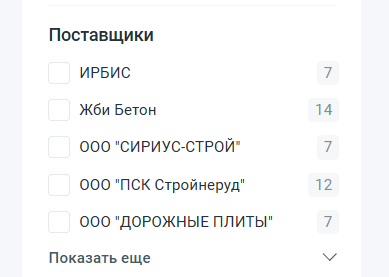 Поставщики
ИРБИС 7
Жби Бетон 14
ООО "СИРИУС-СТРОЙ" 7
ООО "ПСК Стройнеруд" 12
ООО "ДОРОЖНЫЕ ПЛИТЫ" 7
Показать еще